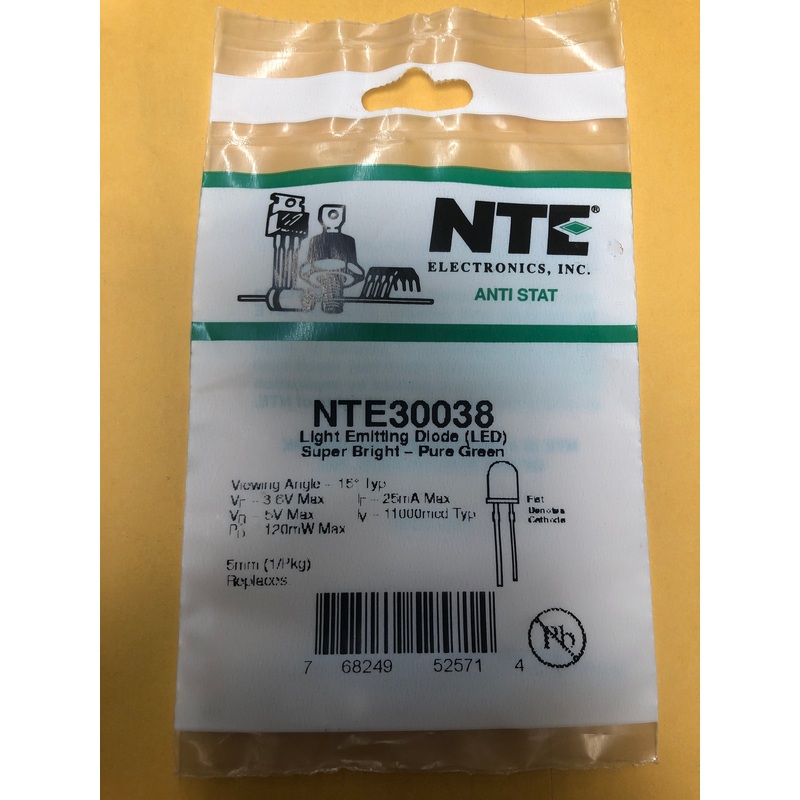 NTE®
ELECTRONICS, INC.
ANTI STAT
NTE30038
Light Emitting Diode (LED)
Super Bright – Pure Green
Viewing Angle – 15° Typ
VF – 3.6V Max IF – 25mA Max
VR – 5V Max IV – 11000mcd Typ
PD 120mW Max
Flat
Denotes
Cathode
5mm (1/Pkg)
Replaces
7 68249 52571 4
Pb